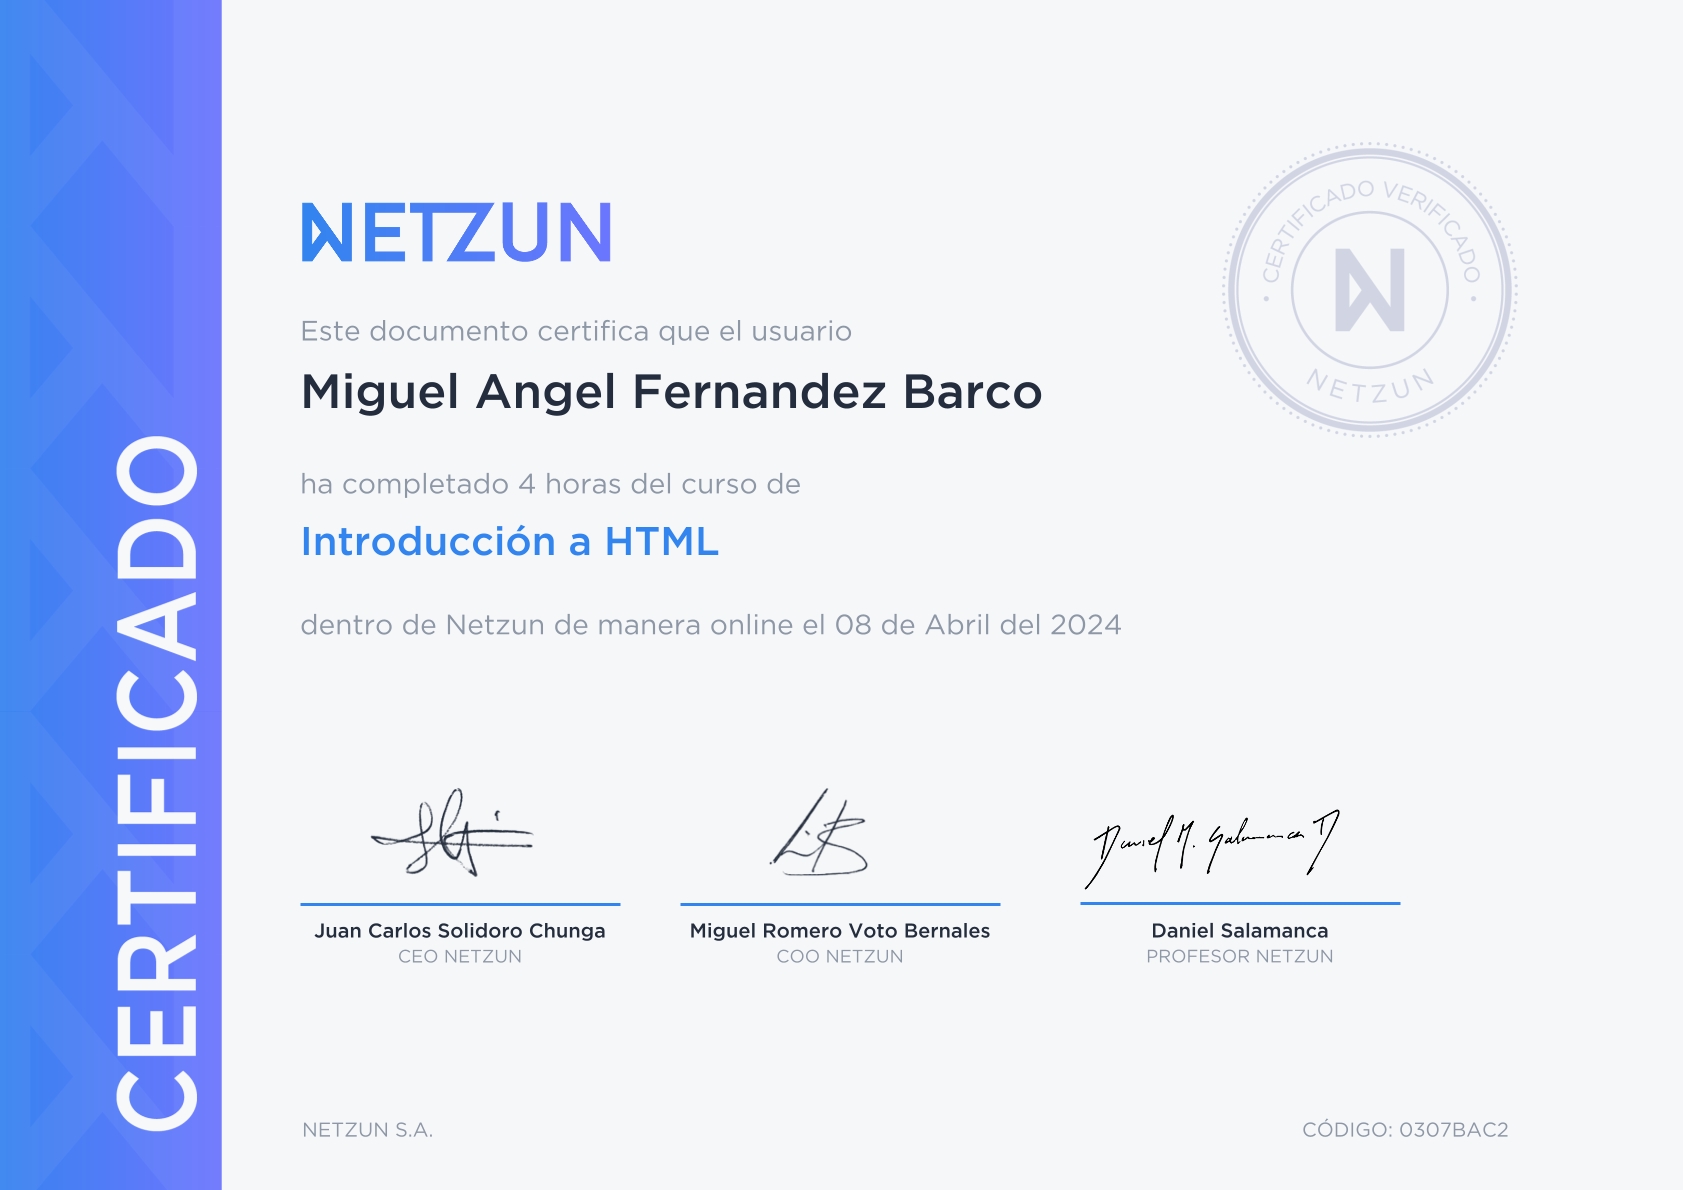 CERTIFICADO
NETZUN
CERTIFICADO VERIFICADO
N
NETZUN
Este documento certifica que el usuario
Miguel Angel Fernandez Barco
ha completado 4 horas del curso de
Introducción a HTML
dentro de Netzun de manera online el 08 de Abril del 2024
Daniel M. Salamanca D
Juan Carlos Solidoro Chunga
CEO NETZUN
Miguel Romero Voto Bernales
COO NETZUN
Daniel Salamanca
PROFESOR NETZUN
NETZUN S.A.
CÓDIGO: 0307BAC2